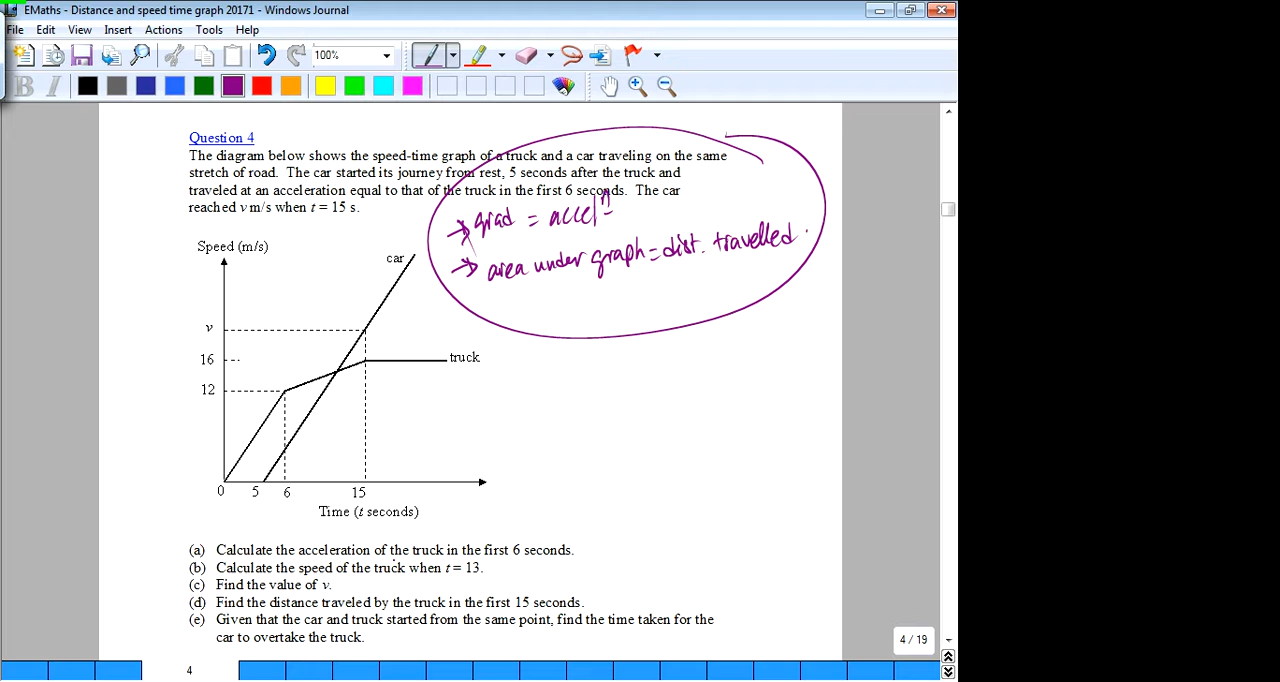 EMaths - Distance and speed time graph 20171 - Windows Journal
File Edit View Insert Actions Tools Help
100%
B I
Question 4
The diagram below shows the speed-time graph of a truck and a car traveling on the same
stretch of road. The car started its journey from rest, 5 seconds after the truck and
traveled at an acceleration equal to that of the truck in the first 6 seconds. The car
reached v m/s when t = 15 s.
→ grad = accel n
→ area under graph = dist. travelled.
Speed (m/s)
car
v
16
truck
12
0 5 6 15
Time (t seconds)
(a) Calculate the acceleration of the truck in the first 6 seconds.
(b) Calculate the speed of the truck when t = 13.
(c) Find the value of v.
(d) Find the distance traveled by the truck in the first 15 seconds.
(e) Given that the car and truck started from the same point, find the time taken for the
car to overtake the truck.
4 / 19
4